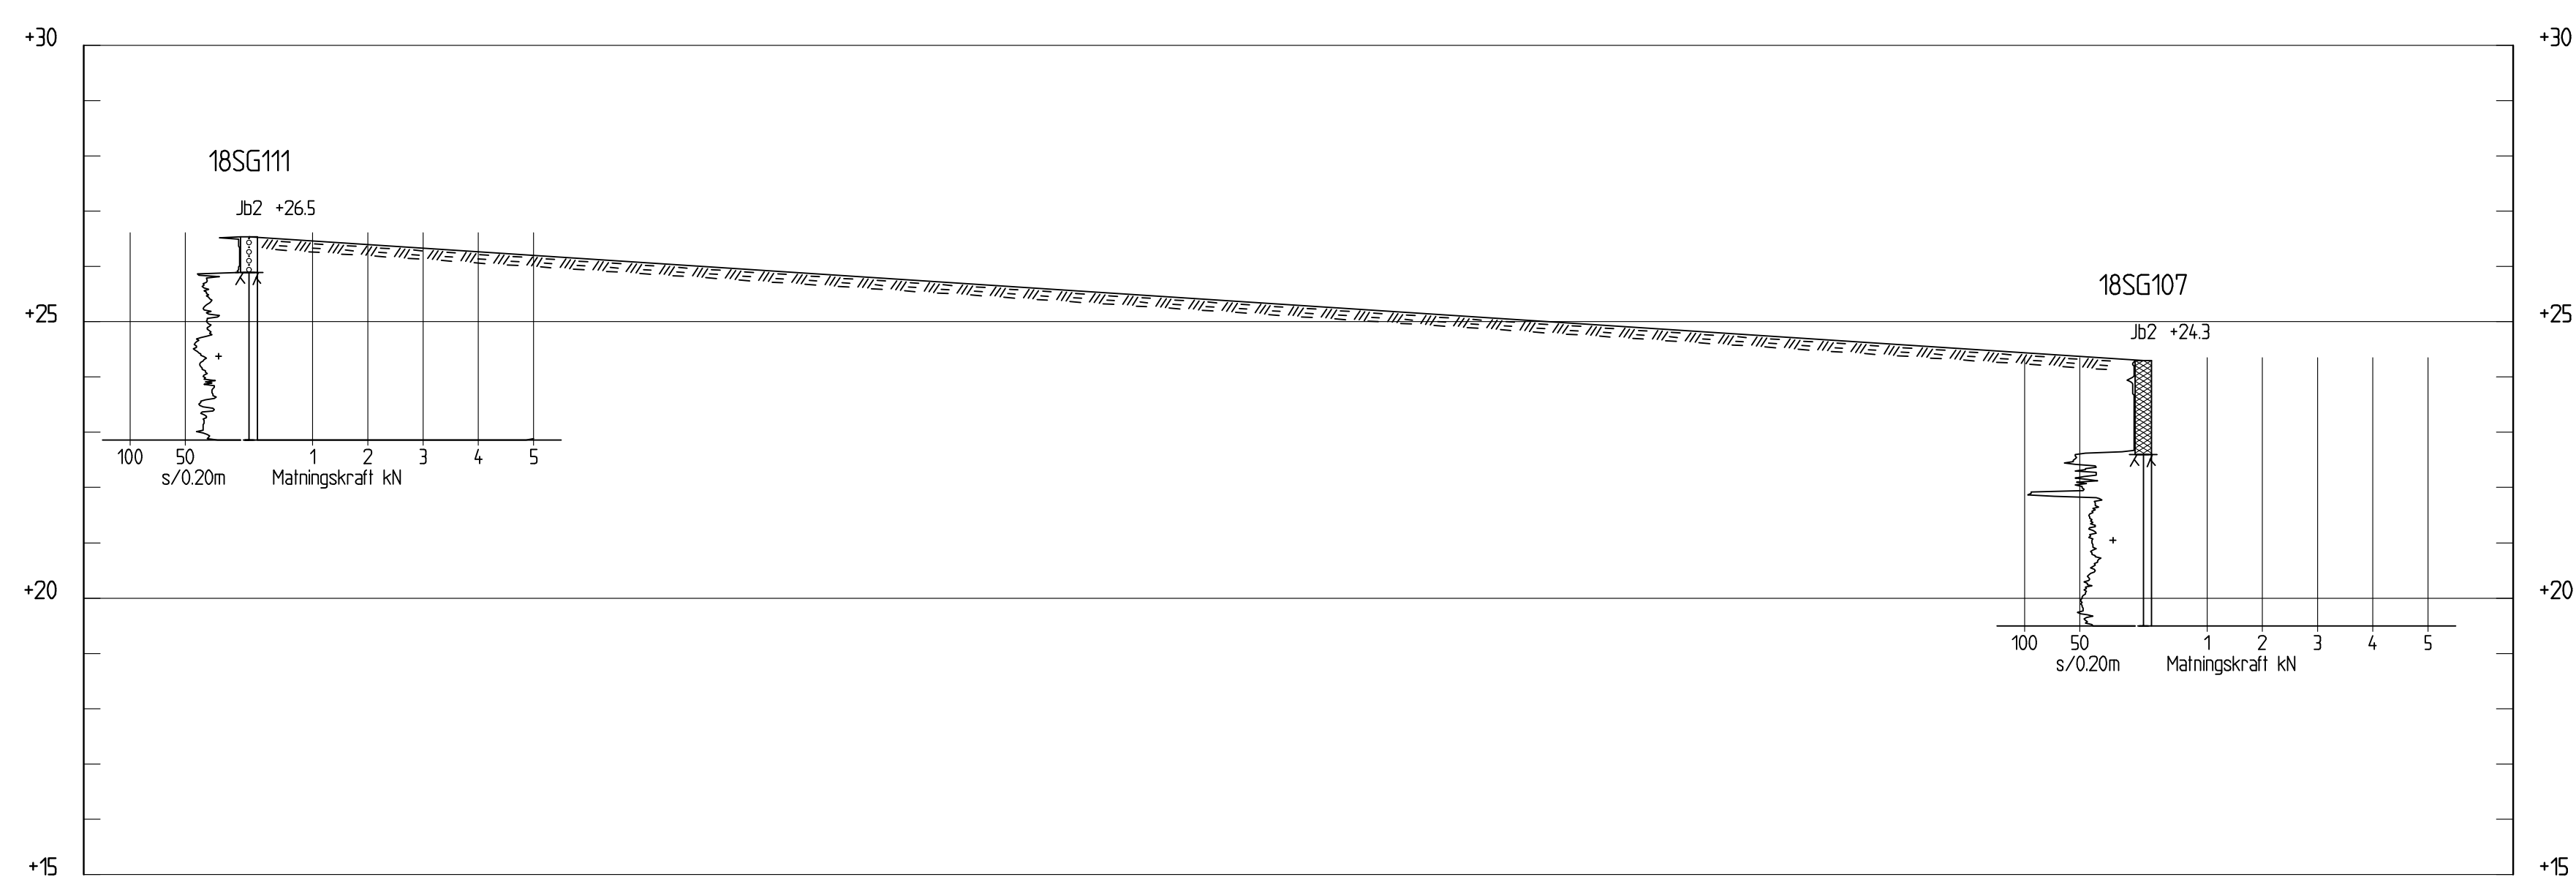 +30 +30
18SG111
Jb2 +26.5
18SG107
+25 +25
Jb2 +24.3
100 50 1 2 3 4 5
s/0.20m Matningskraft kN
+20 +20
100 50 1 2 3 4 5
s/0.20m Matningskraft kN
+15 +15